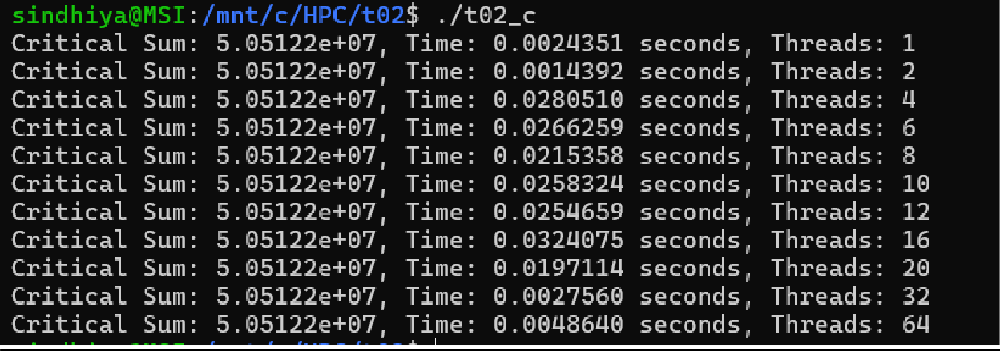 sindhiya@MSI:/mnt/c/HPC/t02$ ./t02_c
Critical Sum: 5.05122e+07, Time: 0.0024351 seconds, Threads: 1
Critical Sum: 5.05122e+07, Time: 0.0014392 seconds, Threads: 2
Critical Sum: 5.05122e+07, Time: 0.0280510 seconds, Threads: 4
Critical Sum: 5.05122e+07, Time: 0.0266259 seconds, Threads: 6
Critical Sum: 5.05122e+07, Time: 0.0215358 seconds, Threads: 8
Critical Sum: 5.05122e+07, Time: 0.0258324 seconds, Threads: 10
Critical Sum: 5.05122e+07, Time: 0.0254659 seconds, Threads: 12
Critical Sum: 5.05122e+07, Time: 0.0324075 seconds, Threads: 16
Critical Sum: 5.05122e+07, Time: 0.0197114 seconds, Threads: 20
Critical Sum: 5.05122e+07, Time: 0.0027560 seconds, Threads: 32
Critical Sum: 5.05122e+07, Time: 0.0048640 seconds, Threads: 64